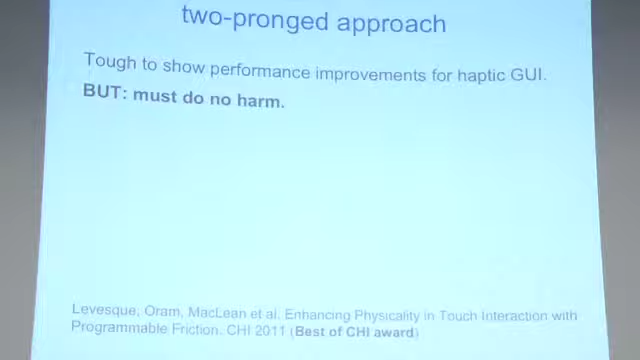 two-pronged approach
Tough to show performance improvements for haptic GUI.
BUT: must do no harm.
Levesque, Oram, MacLean et al. Enhancing Physicality in Touch Interaction with
Programmable Friction. CHI 2011 (Best of CHI award)